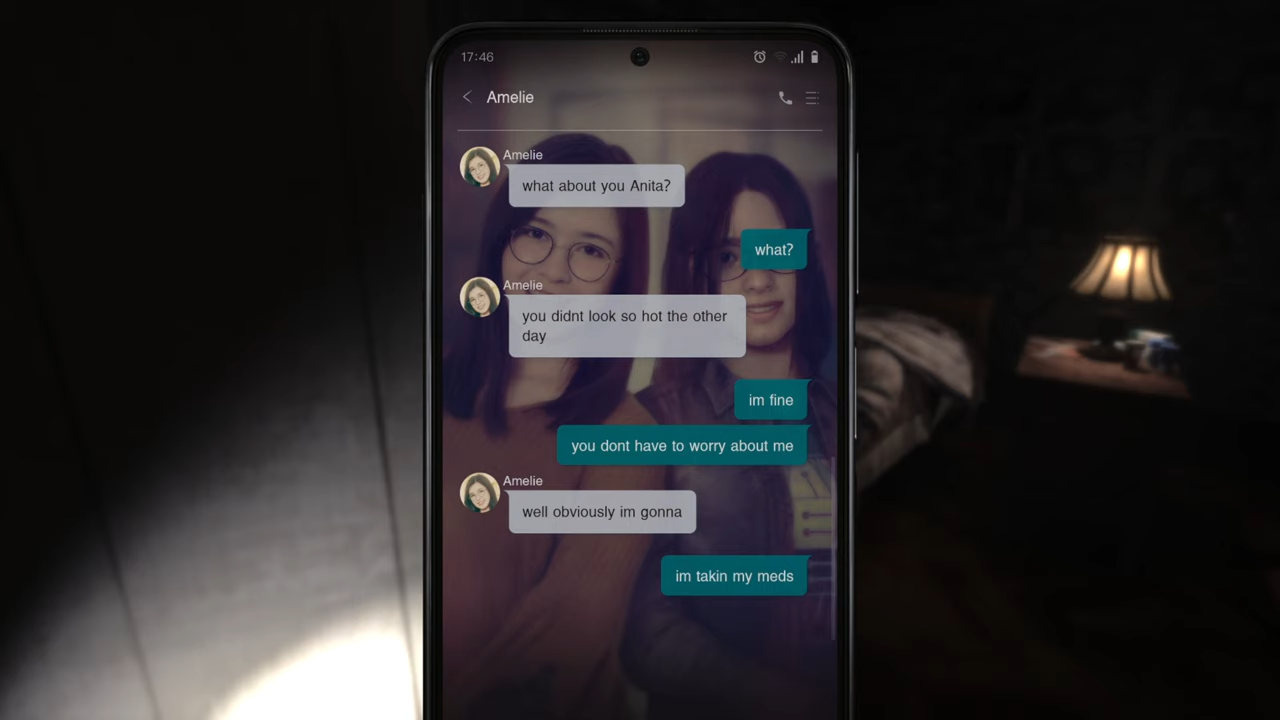 17:46
Amelie
Amelie
what about you Anita?
what?
Amelie
you didnt look so hot the other
day
im fine
you dont have to worry about me
Amelie
well obviously im gonna
im takin my meds